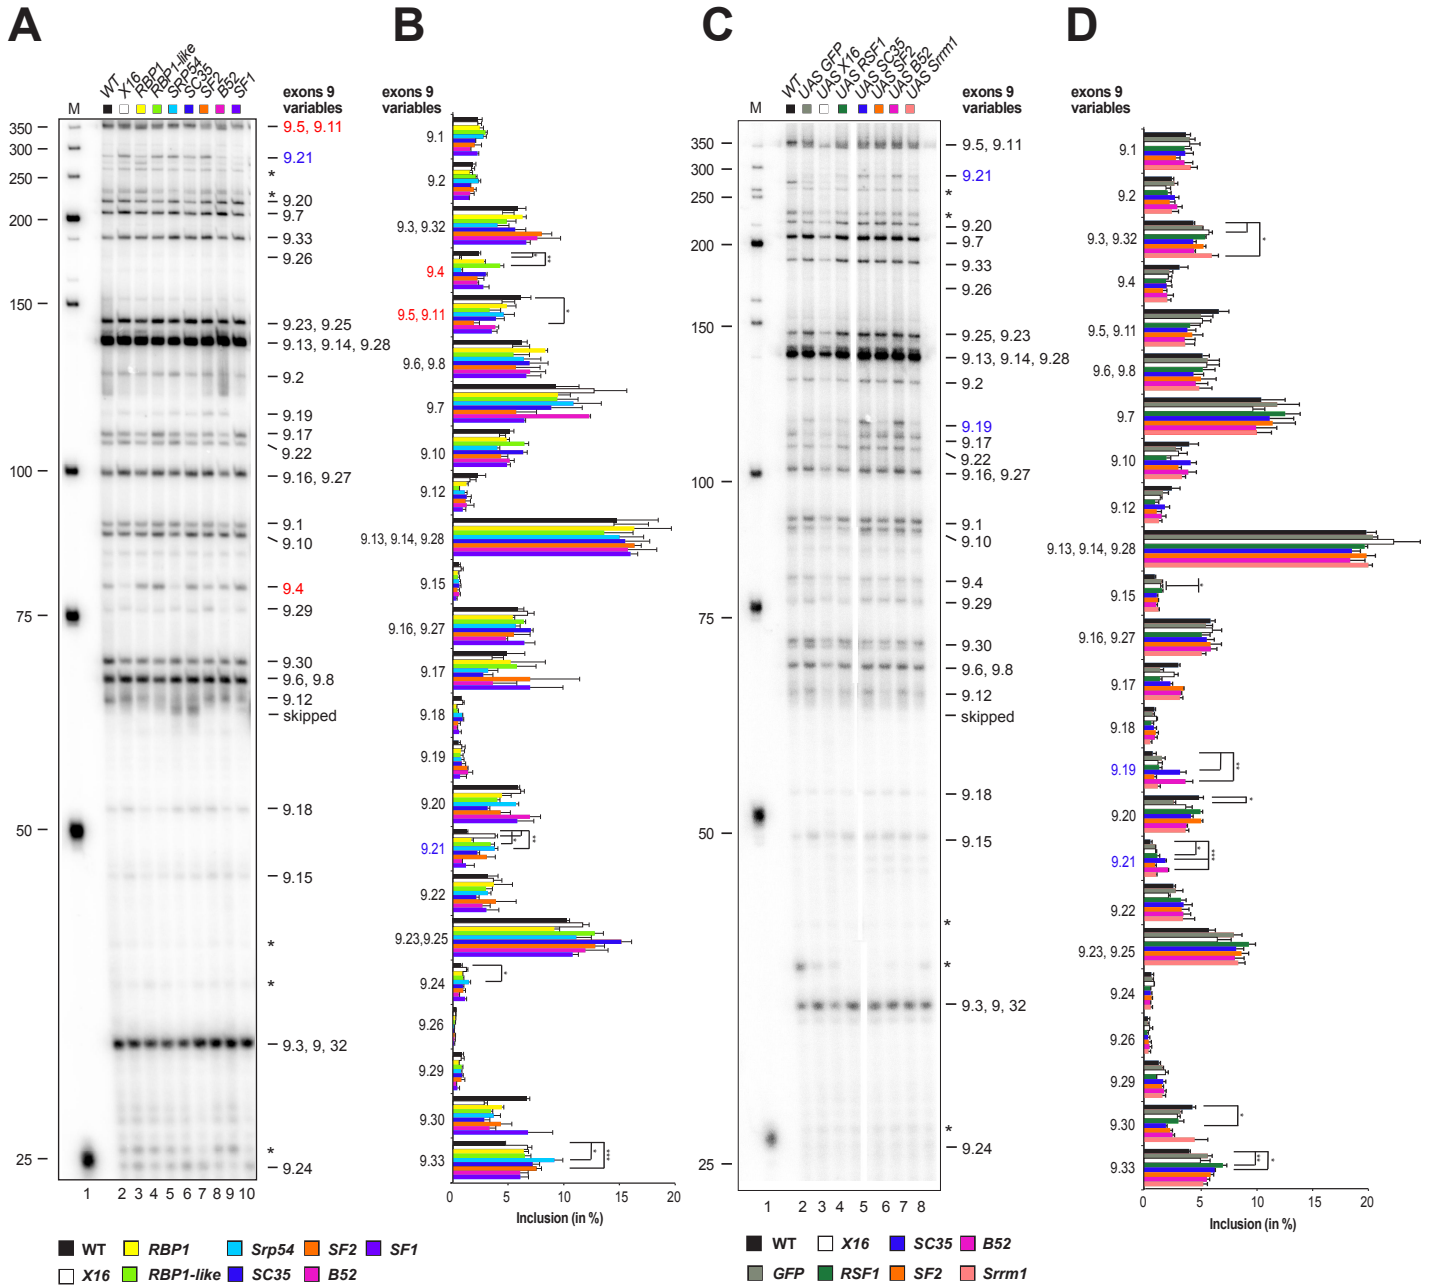 A
WT
X16
RBP1
RBP1-like
SRP54
SC35
SF2
B52
SF1
M
exons 9
variables
350
300
250
200
150
100
75
50
25
9.5, 9.11
9.21
*
*
9.20
9.7
9.33
9.26
9.23, 9.25
9.13, 9.14, 9.28
9.2
9.19
9.17
9.22
9.16, 9.27
9.1
9.10
9.4
9.29
9.30
9.6, 9.8
9.12
skipped
9.18
9.15
*
*
9.3, 9, 32
*
9.24
1 2 3 4 5 6 7 8 9 10
B
exons 9
variables
9.1
9.2
9.3, 9.32
9.4
* **
9.5, 9.11
*
9.6, 9.8
9.7
9.10
9.12
9.13, 9.14, 9.28
9.15
9.16, 9.27
9.17
9.18
9.19
9.20
9.21
* **
9.22
9.23,9.25
9.24
*
9.26
9.29
9.30
9.33
* ***
0 5 10 15 20
Inclusion (in %)
WT RBP1 Srp54 SF2 SF1
X16 RBP1-like SC35 B52
C
WT
UAS GFP
UAS X16
UAS RSF1
UAS SC35
UAS SF2
UAS B52
UAS Srrm1
M
exons 9
variables
350
300
250
200
150
100
75
50
25
9.5, 9.11
9.21
*
*
9.20
9.7
9.33
9.26
9.25, 9.23
9.13, 9.14, 9.28
9.2
9.19
9.17
9.22
9.16, 9.27
9.1
9.10
9.4
9.29
9.30
9.6, 9.8
9.12
skipped
9.18
9.15
*
*
9.3, 9, 32
*
9.24
1 2 3 4 5 6 7 8
D
exons 9
variables
9.1
9.2
9.3, 9.32
*
9.4
9.5, 9.11
9.6, 9.8
9.7
9.10
9.12
9.13, 9.14, 9.28
9.15
*
9.16, 9.27
9.17
9.18
9.19
**
9.20
*
9.21
* ***
9.22
9.23, 9.25
9.24
9.26
9.29
9.30
*
9.33
** *
0 5 10 15 20
Inclusion (in %)
WT X16 SC35 B52
GFP RSF1 SF2 Srrm1